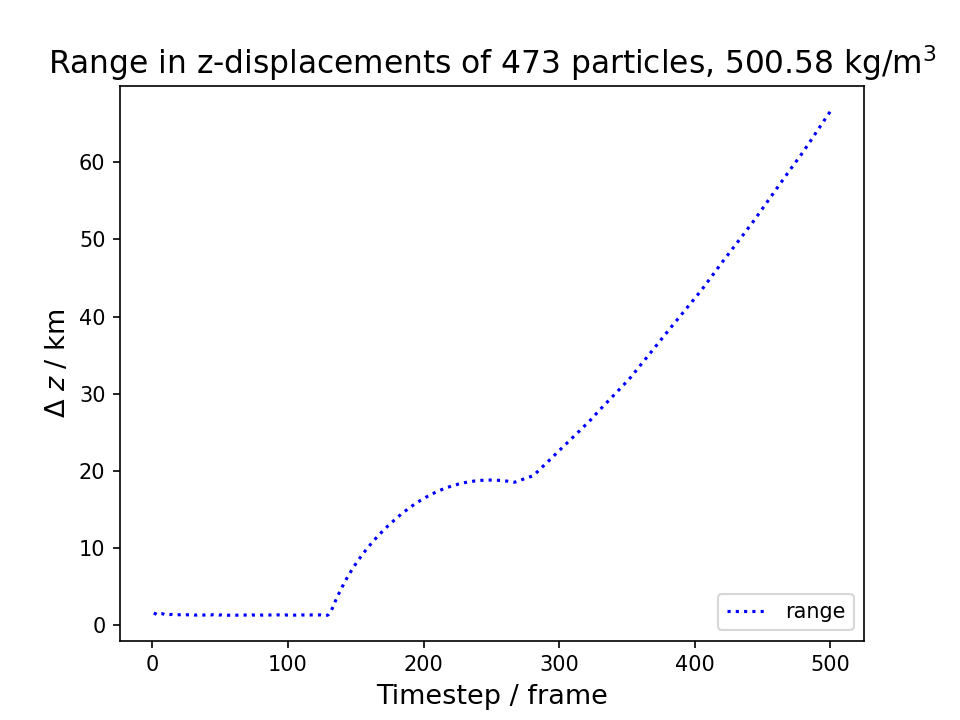 Range in z-displacements of 473 particles, 500.58 kg/m³
60
50
40
30
20
10
0
Δ z / km
range
0 100 200 300 400 500
Timestep / frame